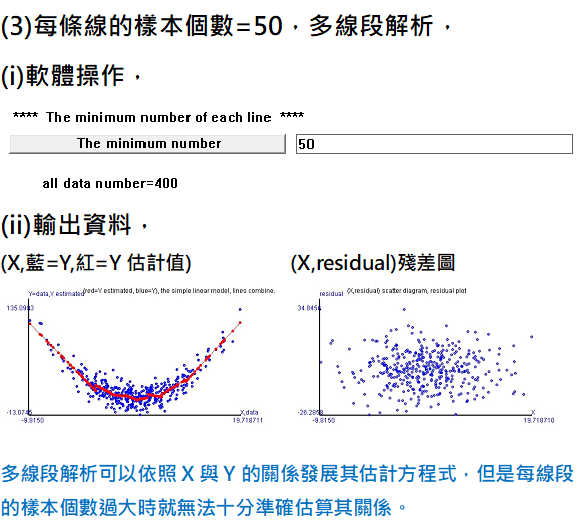 (3)每條線的樣本個數=50，多線段解析，
(i)軟體操作，
**** The minimum number of each line ****
The minimum number 50
all data number=400
(ii)輸出資料，
(X,藍=Y,紅=Y 估計值) (X,residual)殘差圖
Y=data,Y estimated (red=Y estimated, blue=Y), the simple linear model, lines combine.
135.0983
-13.0745
-9.8150 19.718711
X,data
residual (X,residual) scatter diagram, residual plot
34.8456
-26.2858
-9.8150 19.718710
X
多線段解析可以依照 X 與 Y 的關係發展其估計方程式，但是每線段
的樣本個數過大時就無法十分準確估算其關係。